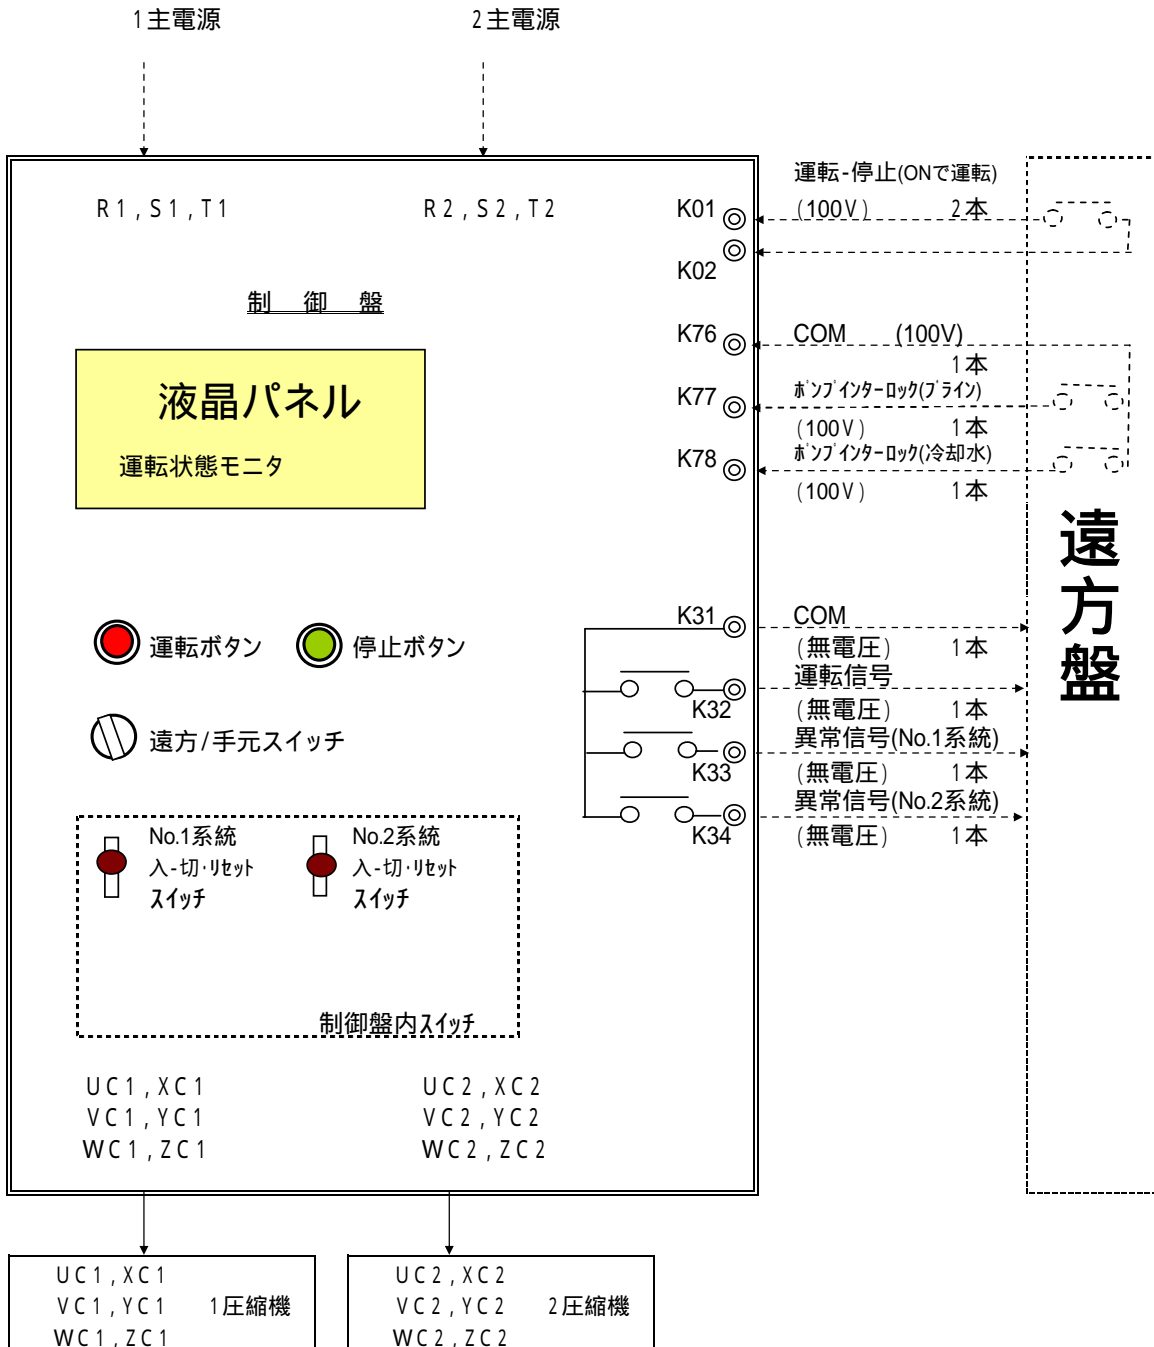 1主電源
2主電源
R1,S1,T1
R2,S2,T2
制 御 盤
液晶パネル
運転状態モニタ
運転ボタン
停止ボタン
遠方/手元スイッチ
No.1系統
入-切･ﾘｾｯﾄ
ｽｲｯﾁ
No.2系統
入-切･ﾘｾｯﾄ
ｽｲｯﾁ
制御盤内ｽｲｯﾁ
UC1,XC1
VC1,YC1
WC1,ZC1
UC2,XC2
VC2,YC2
WC2,ZC2
K01
K02
K76
K77
K78
K31
K32
K33
K34
運転-停止(ONで運転)
(100V) 2本
COM (100V)
1本
ﾎﾟﾝﾌﾟｲﾝﾀｰﾛｯｸ(ﾌﾞﾗｲﾝ)
(100V) 1本
ﾎﾟﾝﾌﾟｲﾝﾀｰﾛｯｸ(冷却水)
(100V) 1本
COM
(無電圧) 1本
運転信号
(無電圧) 1本
異常信号(No.1系統)
(無電圧) 1本
異常信号(No.2系統)
(無電圧) 1本
遠方盤
UC1,XC1
VC1,YC1 1圧縮機
WC1,ZC1
UC2,XC2
VC2,YC2 2圧縮機
WC2,ZC2